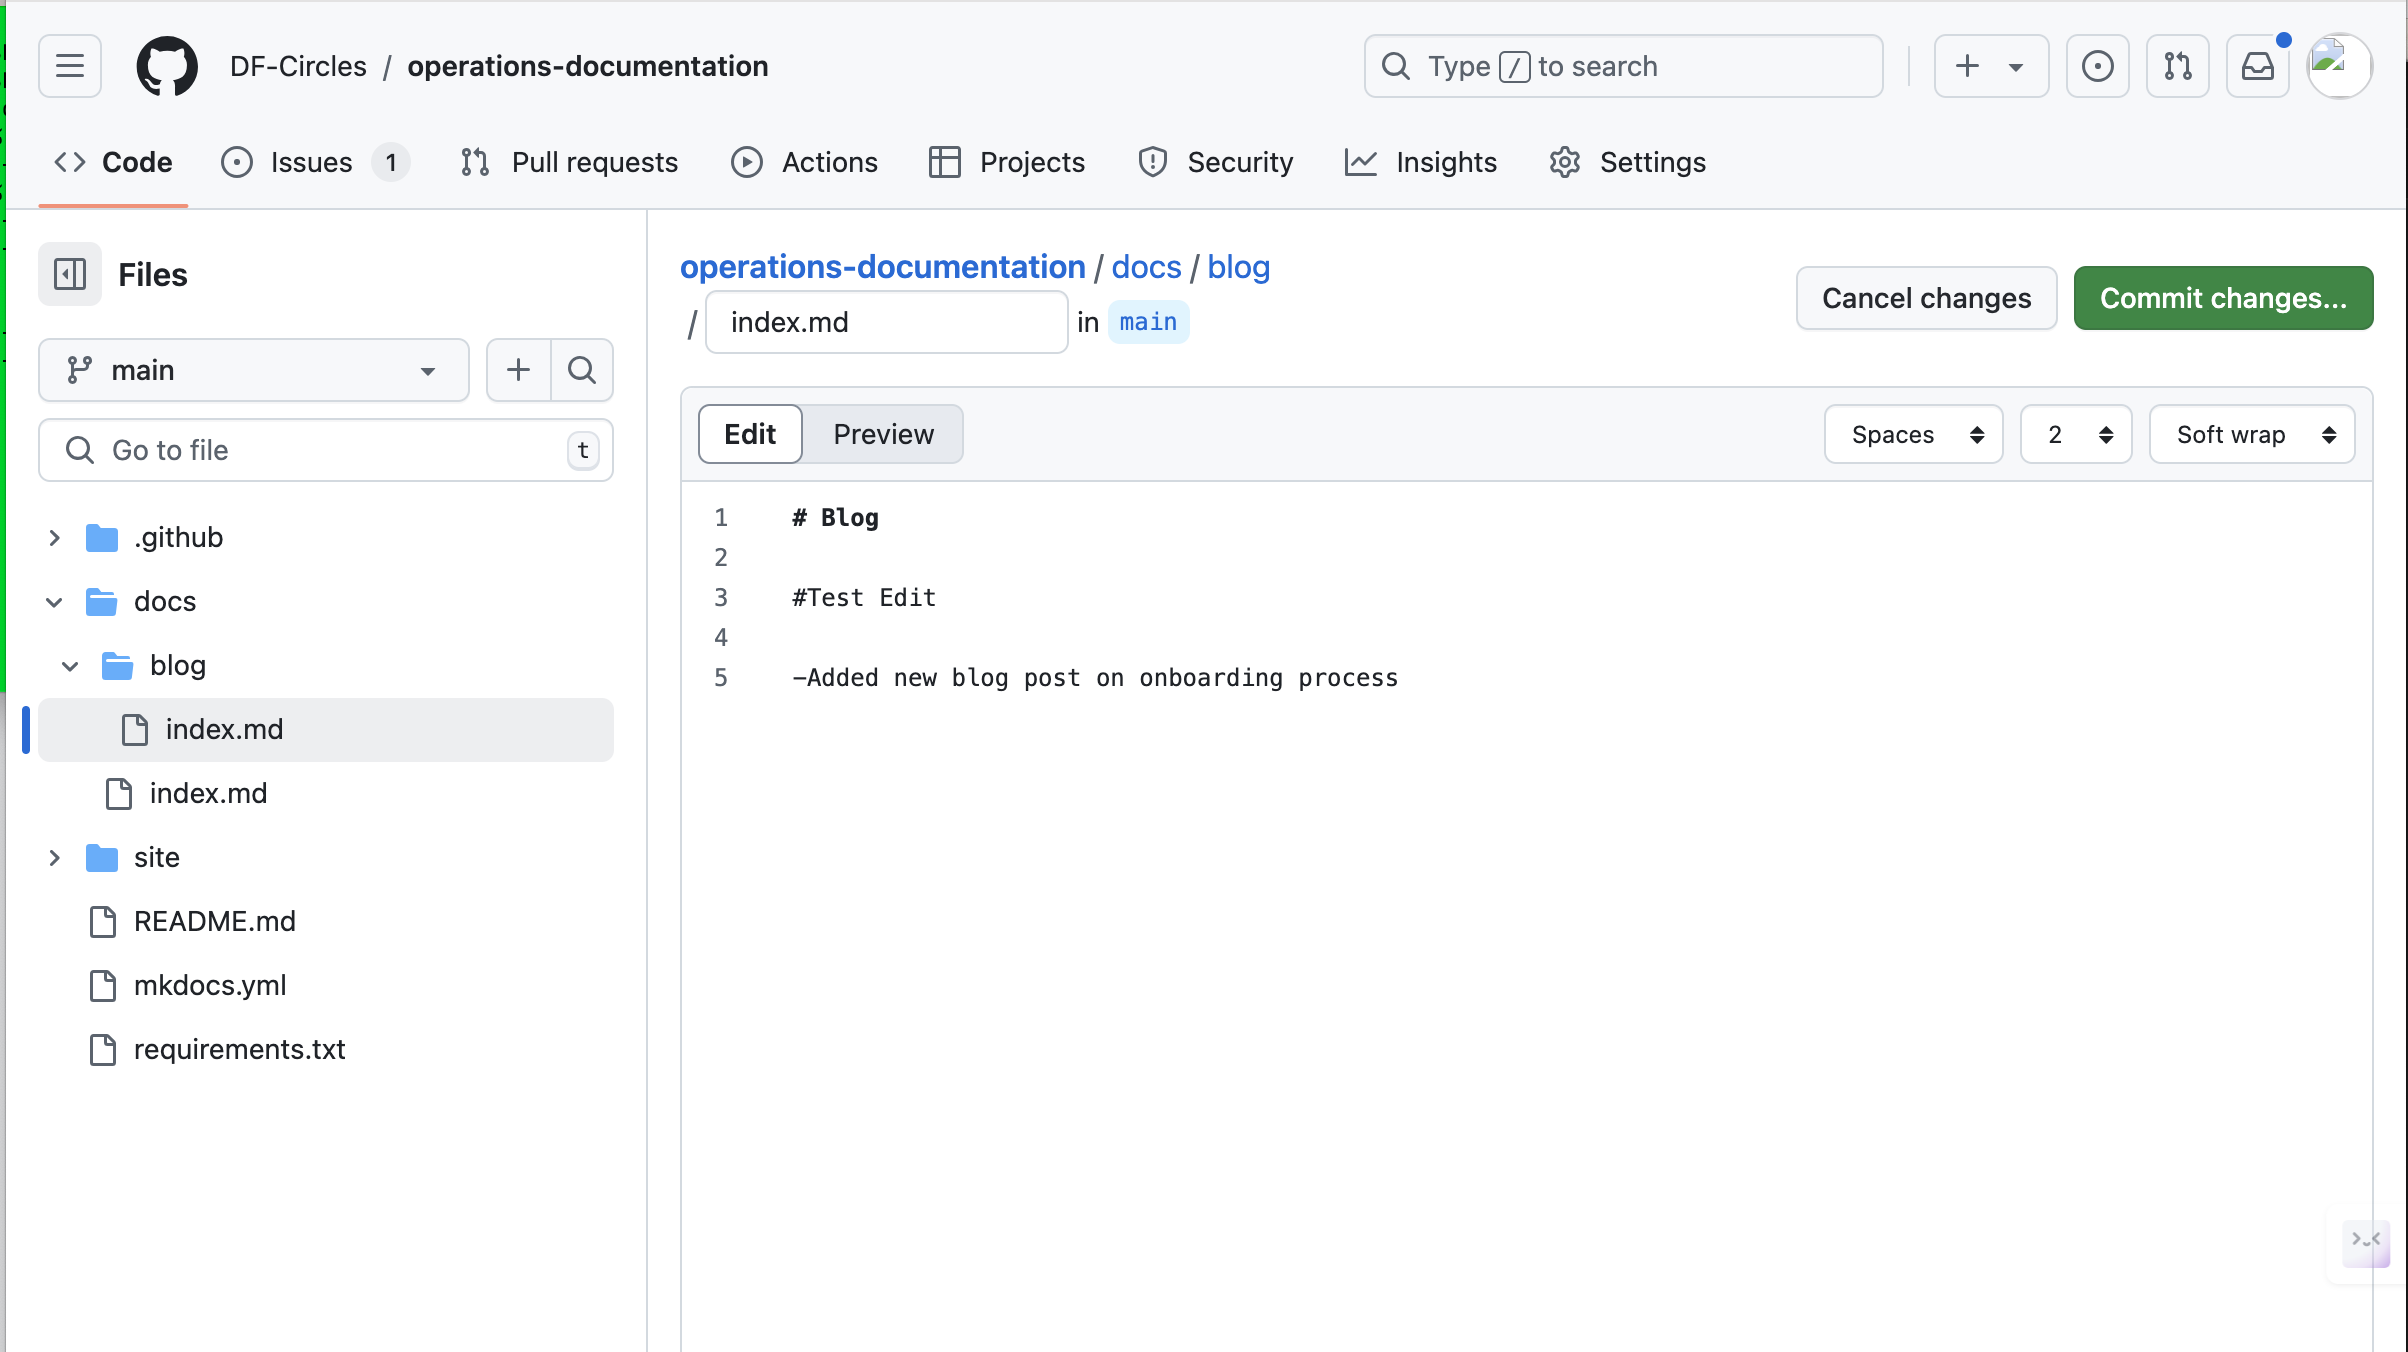 DF-Circles / operations-documentation
Type / to search
Code
Issues 1
Pull requests
Actions
Projects
Security
Insights
Settings
Files
main
Go to file
t
.github
docs
blog
index.md
index.md
site
README.md
mkdocs.yml
requirements.txt
operations-documentation / docs / blog
/ index.md in main
Cancel changes
Commit changes...
Edit
Preview
Spaces
2
Soft wrap
1 # Blog
2
3 #Test Edit
4
5 -Added new blog post on onboarding process